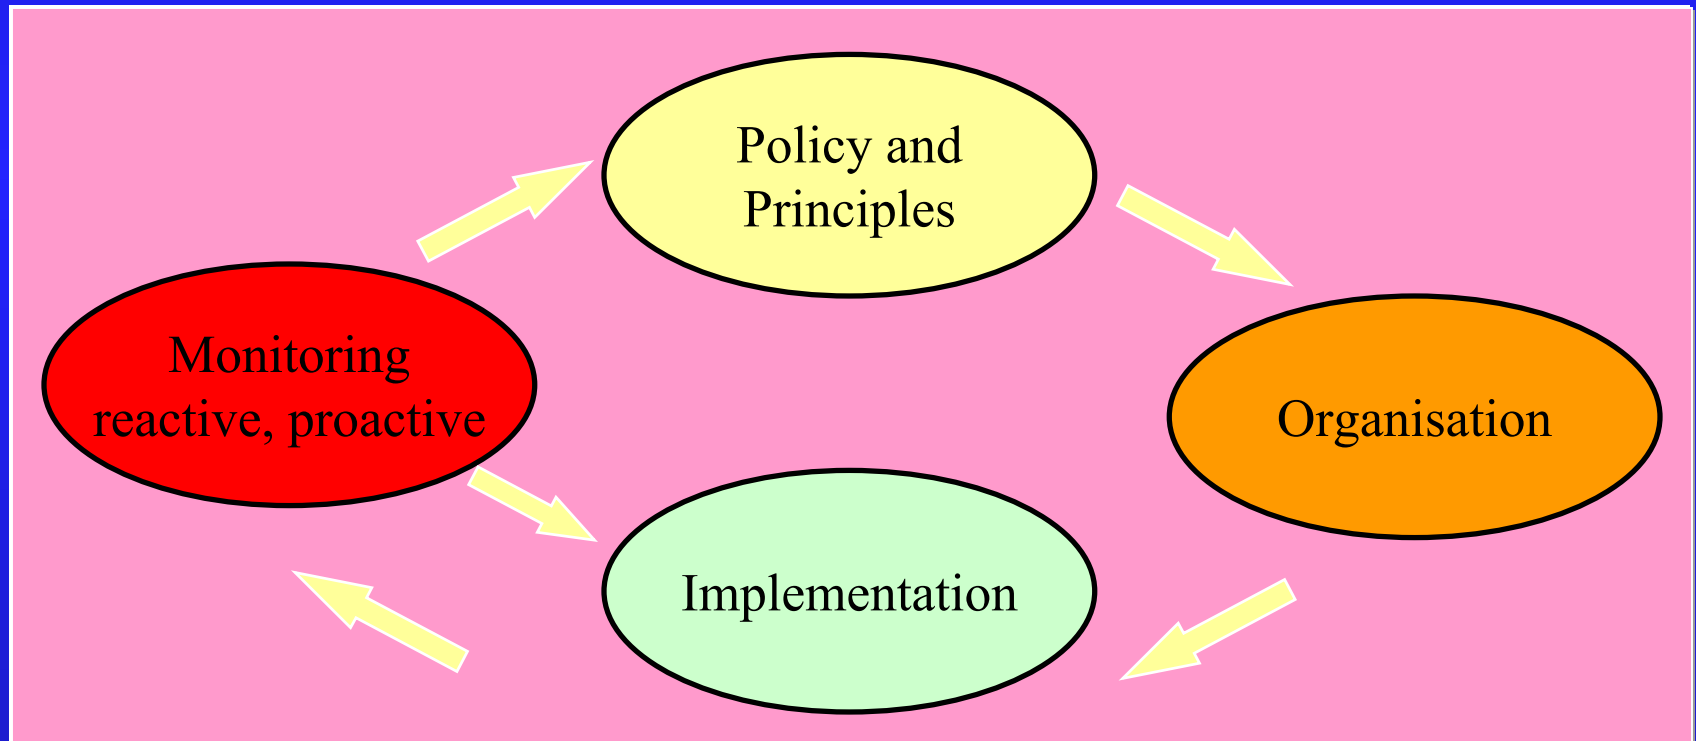 Policy and
Principles
Monitoring
reactive, proactive
Organisation
Implementation